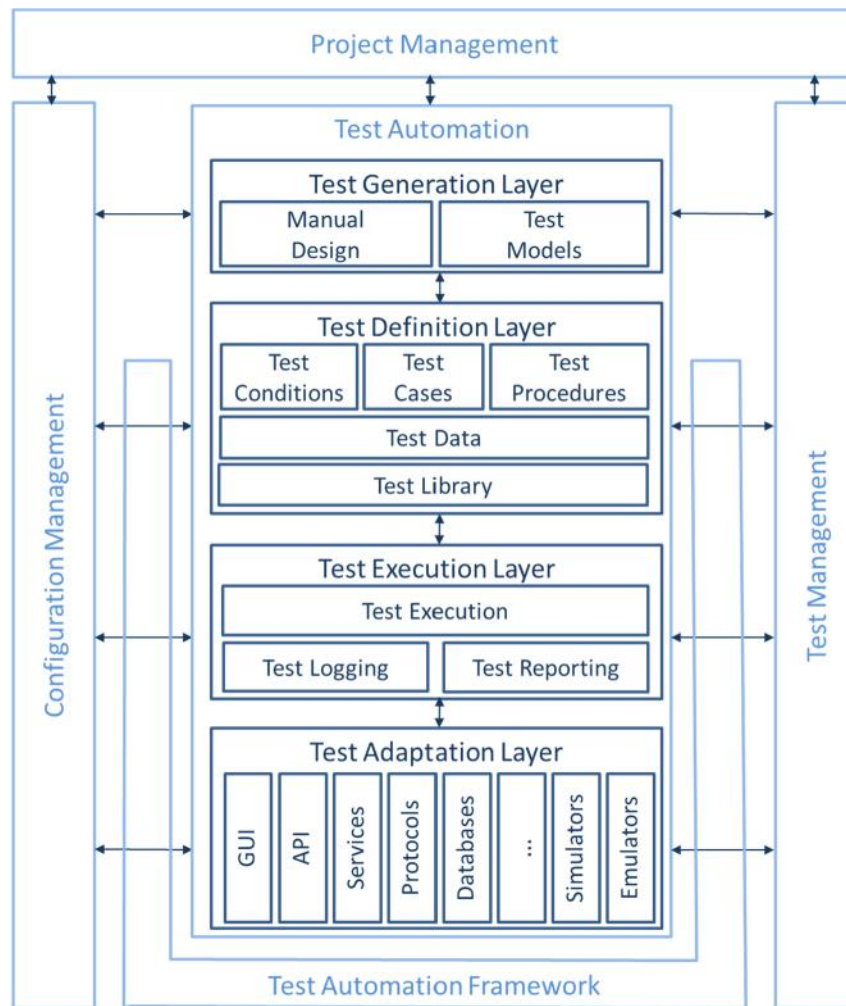 Project Management
Test Automation
Test Generation Layer
Manual
Design
Test
Models
Test Definition Layer
Test
Conditions
Test
Cases
Test
Procedures
Test Data
Test Library
Test Execution Layer
Test Execution
Test Logging
Test Reporting
Test Adaptation Layer
GUI
API
Services
Protocols
Databases
...
Simulators
Emulators
Configuration Management
Test Management
Test Automation Framework